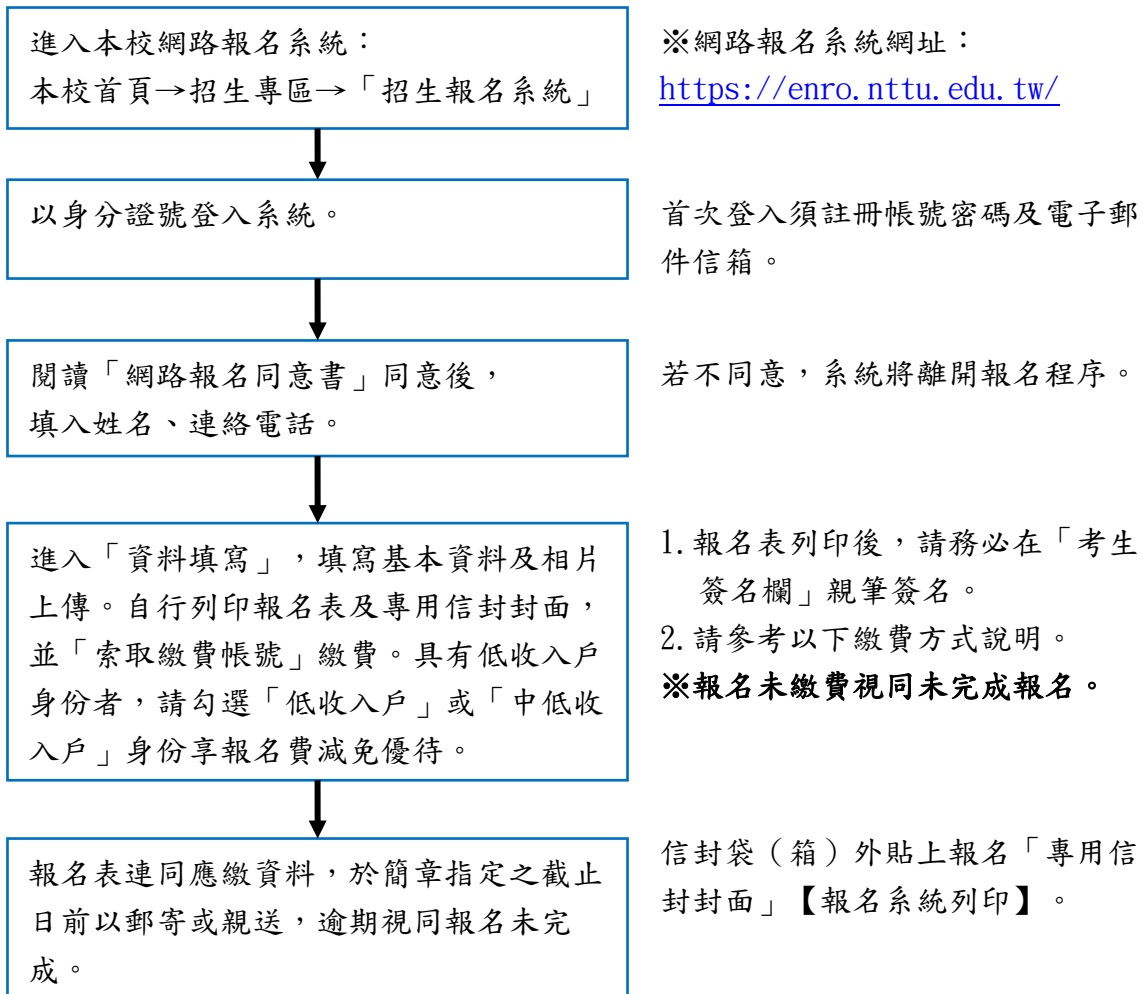 進入本校網路報名系統：
本校首頁→招生專區→「招生報名系統」
※網路報名系統網址：
https://enro.nttu.edu.tw/
以身分證號登入系統。
首次登入須註冊帳號密碼及電子郵
件信箱。
閱讀「網路報名同意書」同意後，
填入姓名、連絡電話。
若不同意，系統將離開報名程序。
進入「資料填寫」，填寫基本資料及相片
上傳。自行列印報名表及專用信封封面，
並「索取繳費帳號」繳費。具有低收入戶
身份者，請勾選「低收入戶」或「中低收
入戶」身份享報名費減免優待。
1.報名表列印後，請務必在「考生
簽名欄」親筆簽名。
2.請參考以下繳費方式說明。
※報名未繳費視同未完成報名。
報名表連同應繳資料，於簡章指定之截止
日前以郵寄或親送，逾期視同報名未完
成。
信封袋（箱）外貼上報名「專用信
封封面」【報名系統列印】。